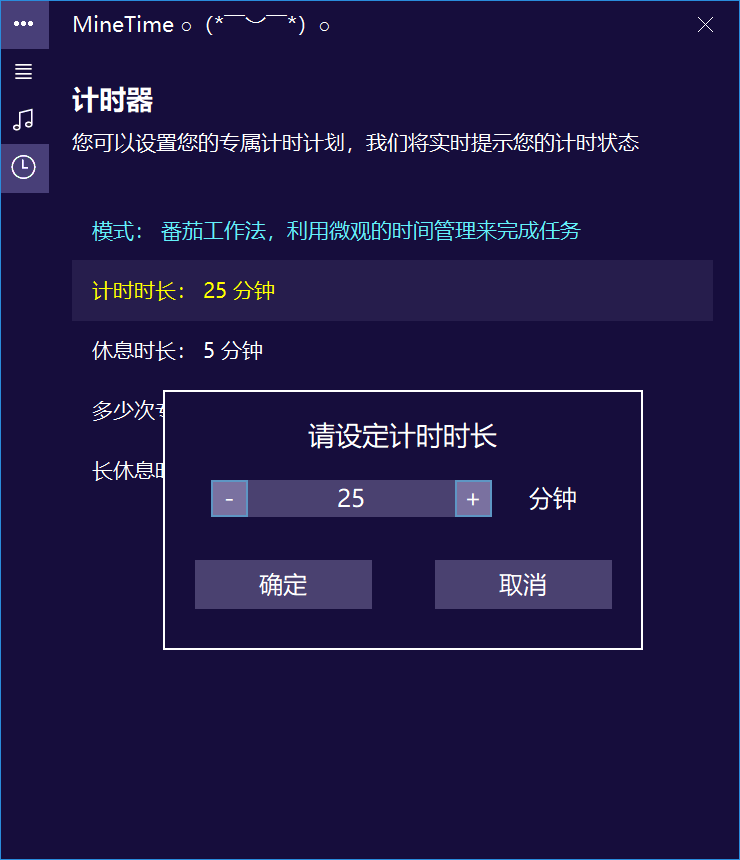 MineTime ○（*￣︶￣*）○
计时器
您可以设置您的专属计时计划，我们将实时提示您的计时状态
模式： 番茄工作法，利用微观的时间管理来完成任务
计时时长： 25 分钟
休息时长： 5 分钟
多少次
长休息
请设定计时时长
- 25 + 分钟
确定 取消